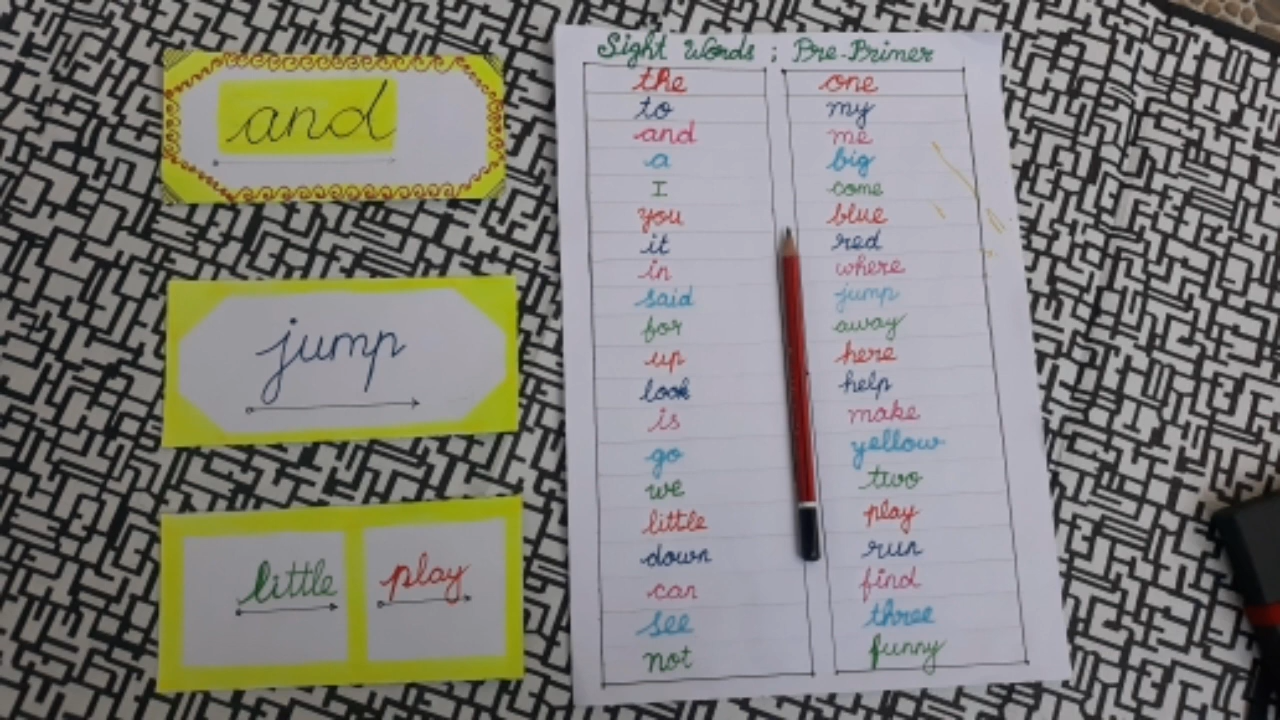 and
jump
little play
Sight Words ; Pre-Primer
the one
to my
and me
a big
I come
you blue
it red
in where
said jump
for away
up here
look help
is make
go yellow
we two
little play
down run
can find
see three
not funny